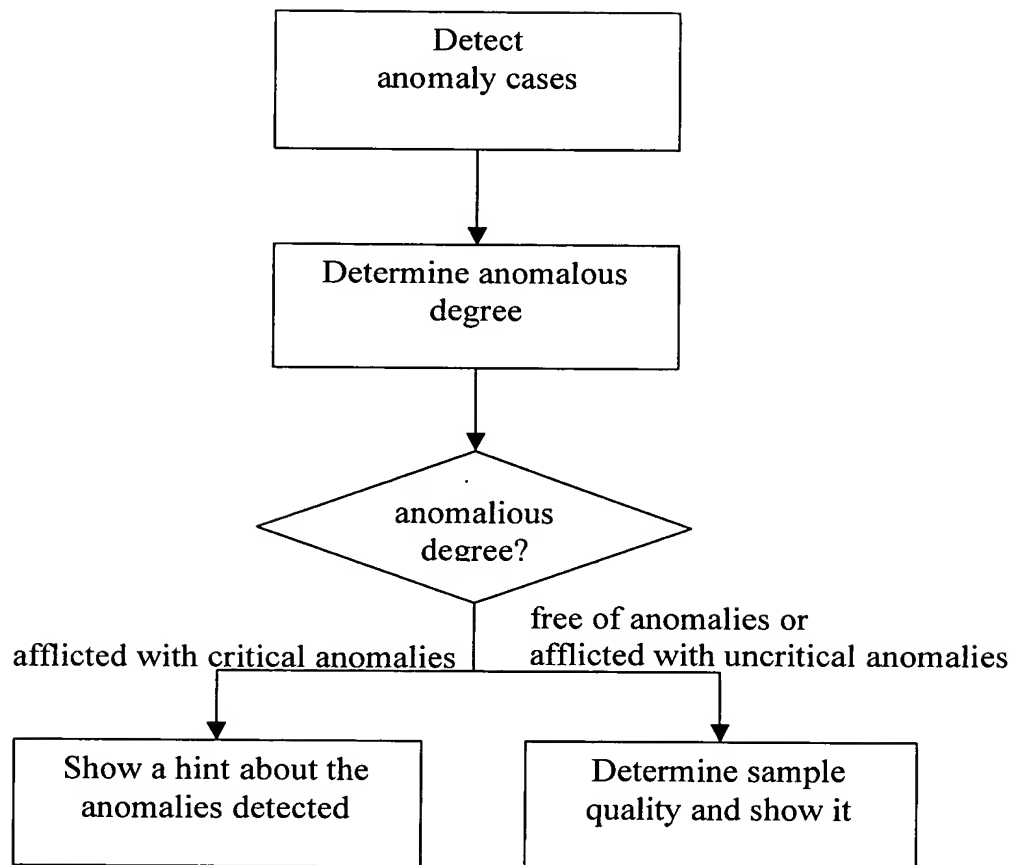 Detect
anomaly cases
Determine anomalous
degree
anomalious
degree?
free of anomalies or
afflicted with critical anomalies
afflicted with uncritical anomalies
Show a hint about the
anomalies detected
Determine sample
quality and show it